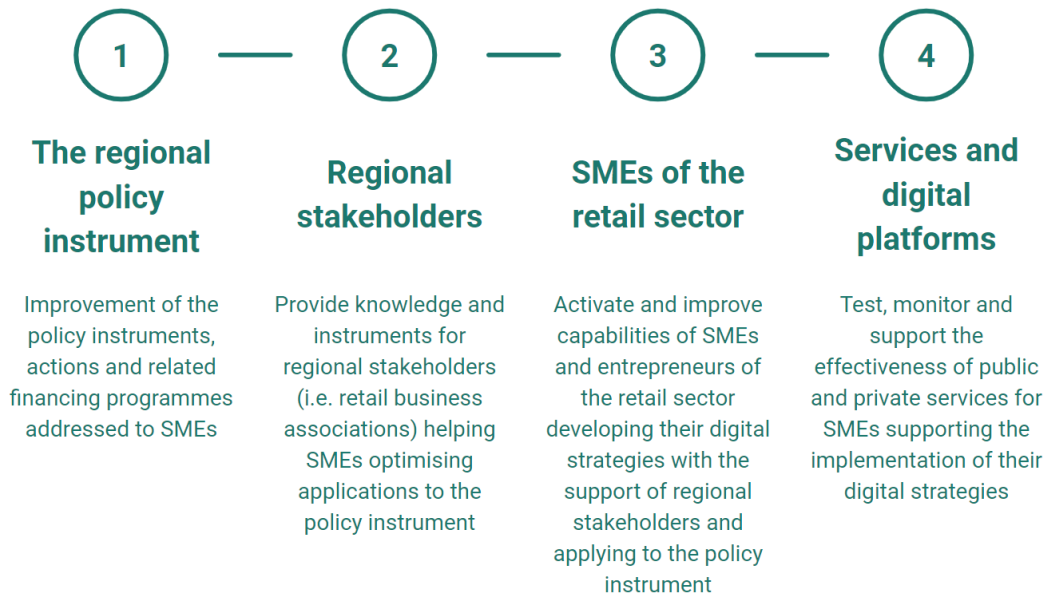 1
2
3
4
The regional
policy
instrument
Regional
stakeholders
SMEs of the
retail sector
Services and
digital
platforms
Improvement of the
policy instruments,
actions and related
financing programmes
addressed to SMEs
Provide knowledge and
instruments for
regional stakeholders
(i.e. retail business
associations) helping
SMEs optimising
applications to the
policy instrument
Activate and improve
capabilities of SMEs
and entrepreneurs of
the retail sector
developing their digital
strategies with the
support of regional
stakeholders and
applying to the policy
instrument
Test, monitor and
support the
effectiveness of public
and private services for
SMEs supporting the
implementation of their
digital strategies